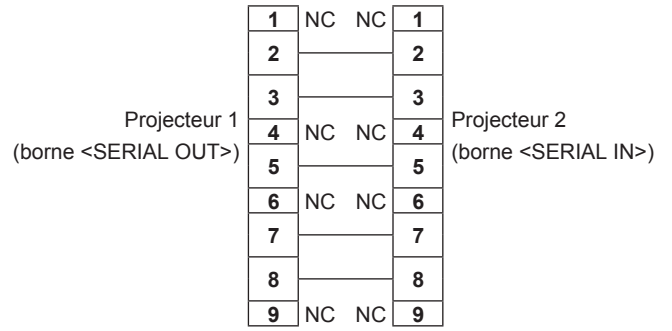 1 NC NC 1
2 2
3 3
Projecteur 1
(borne <SERIAL OUT>)
4 NC NC 4
Projecteur 2
(borne <SERIAL IN>)
5 5
6 NC NC 6
7 7
8 8
9 NC NC 9